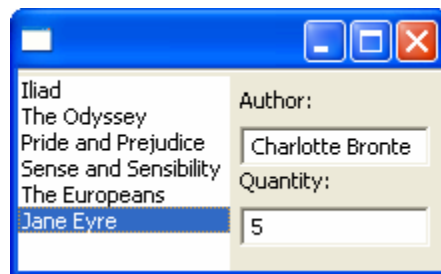 Iliad
The Odyssey
Pride and Prejudice
Sense and Sensibility
The Europeans
Jane Eyre
Author:
Charlotte Bronte
Quantity:
5